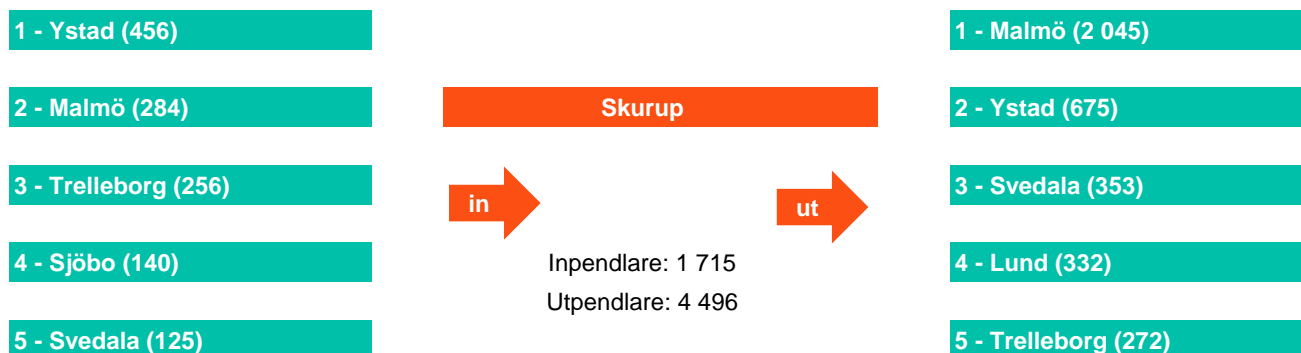 1 - Ystad (456)
2 - Malmö (284)
3 - Trelleborg (256)
4 - Sjöbo (140)
5 - Svedala (125)
Skurup
in
ut
Inpendlare: 1 715
Utpendlare: 4 496
1 - Malmö (2 045)
2 - Ystad (675)
3 - Svedala (353)
4 - Lund (332)
5 - Trelleborg (272)